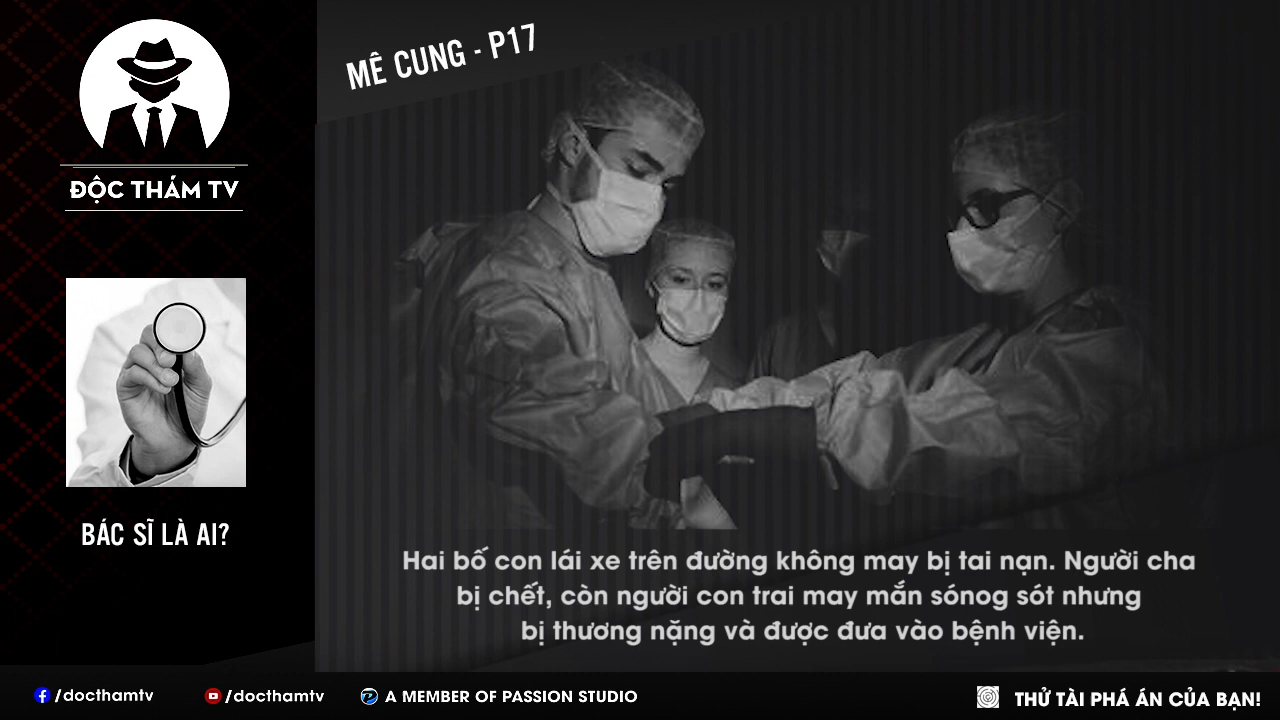 MÊ CUNG - P17
ĐỘC THÁM TV
BÁC SĨ LÀ AI?
Hai bố con lái xe trên đường không may bị tai nạn. Người cha
bị chết, còn người con trai may mắn sónog sót nhưng
bị thương nặng và được đưa vào bệnh viện.
/docthamtv
/docthamtv
A MEMBER OF PASSION STUDIO
THỬ TÀI PHÁ ÁN CỦA BẠN!